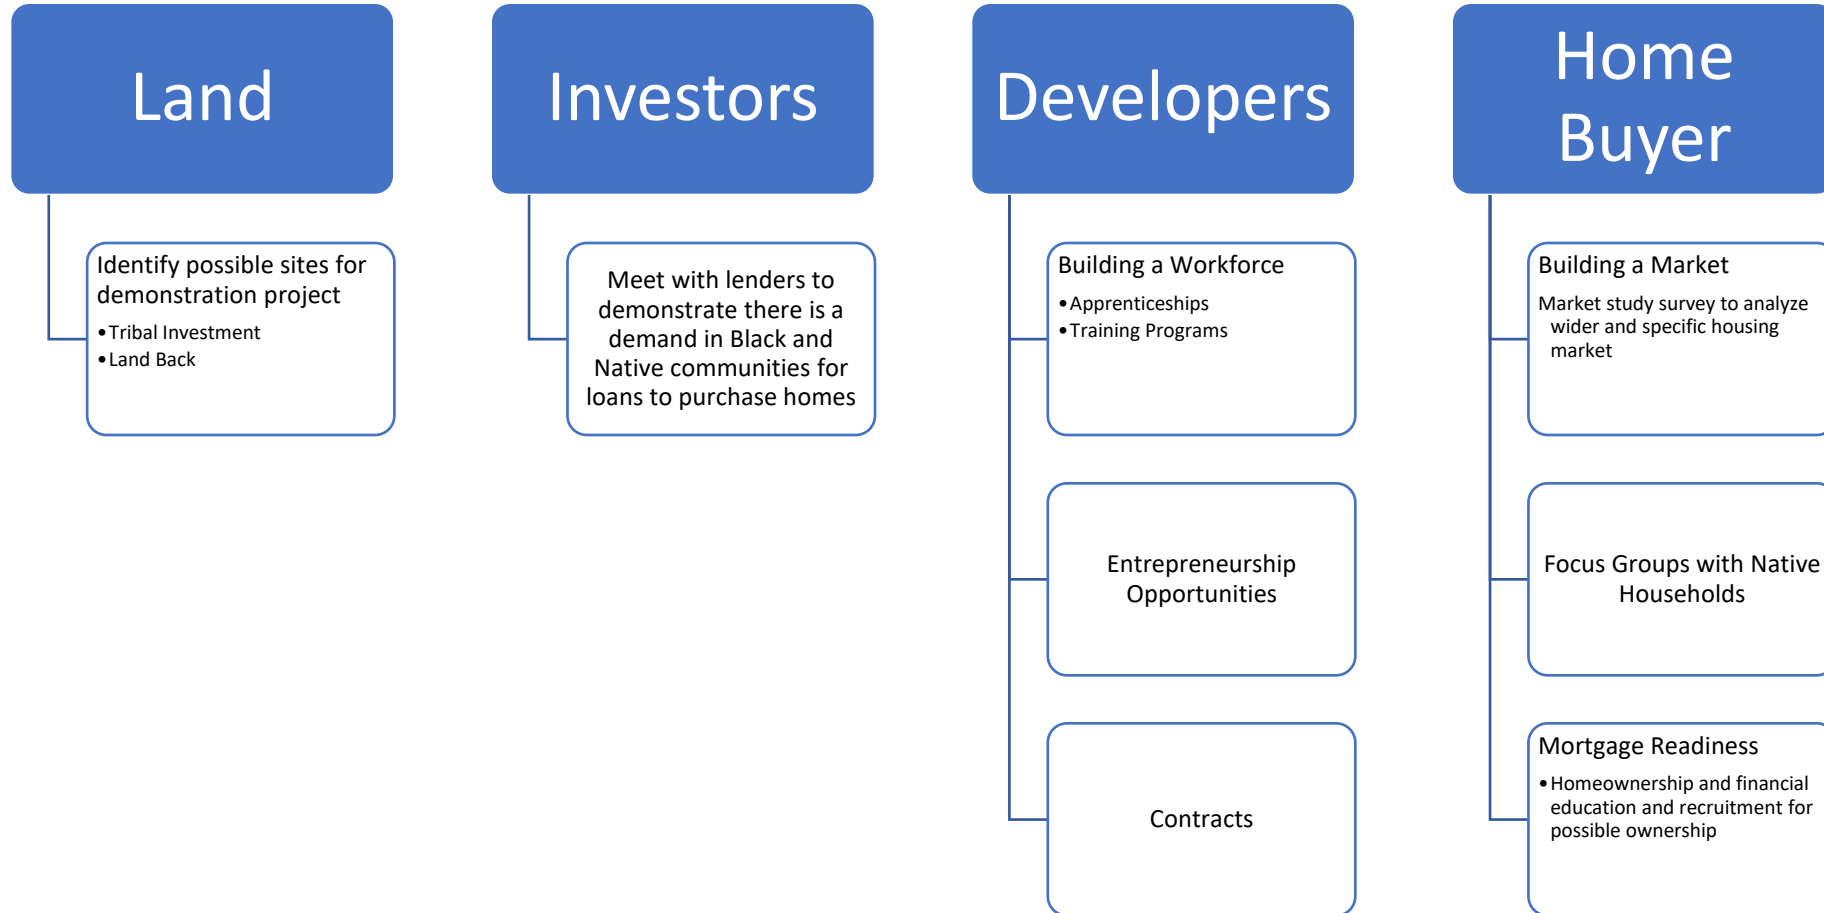 Land
Identify possible sites for
demonstration project
•Tribal Investment
•Land Back
Investors
Meet with lenders to
demonstrate there is a
demand in Black and
Native communities for
loans to purchase homes
Developers
Building a Workforce
•Apprenticeships
•Training Programs
Entrepreneurship
Opportunities
Contracts
Home
Buyer
Building a Market
Market study survey to analyze
wider and specific housing
market
Focus Groups with Native
Households
Mortgage Readiness
•Homeownership and financial
education and recruitment for
possible ownership